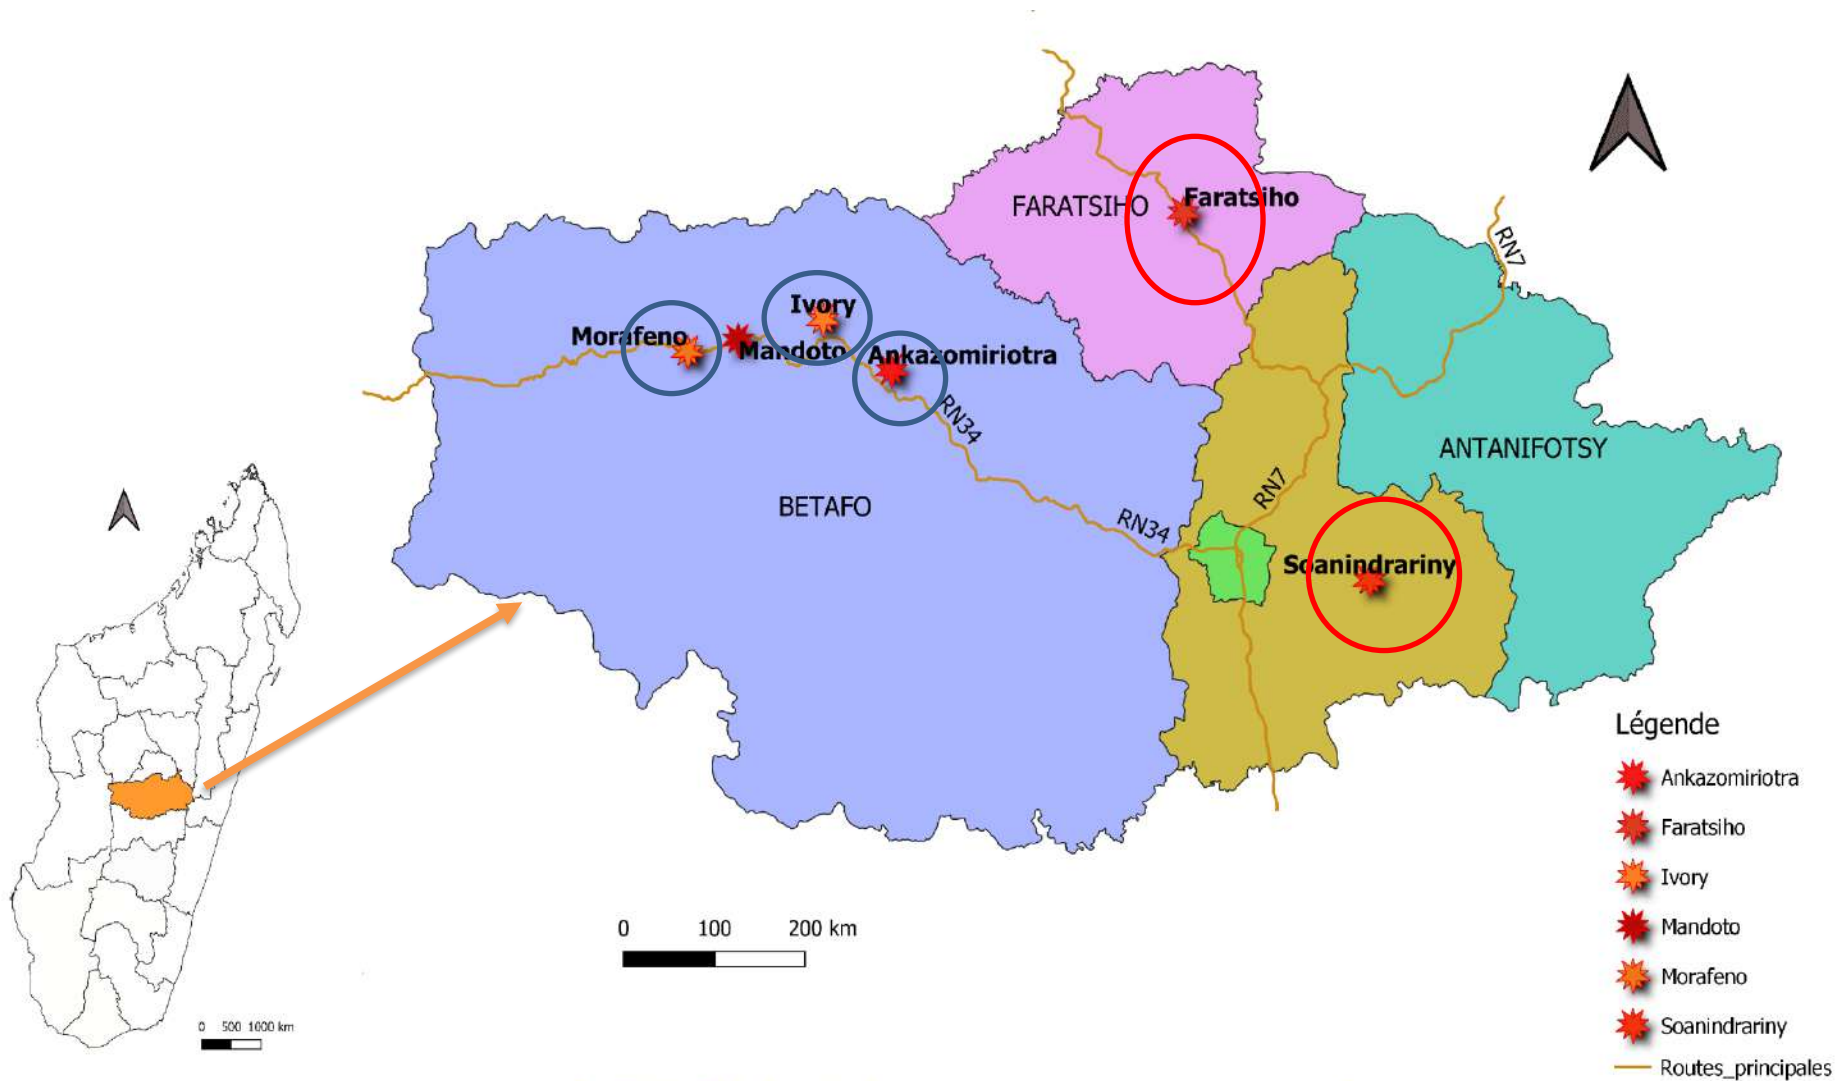 FARATSIHO
Faratsiho
RN7
Ivory
Morafeno
Mandoto
Ankazomiriotra
RN34
ANTANIFOTSY
BETAFO
RN7
RN34
Soanindrariny
Légende
Ankazomiriotra
Faratsiho
Ivory
Mandoto
Morafeno
Soanindrariny
Routes_principales
0 100 200 km
0 500 1000 km